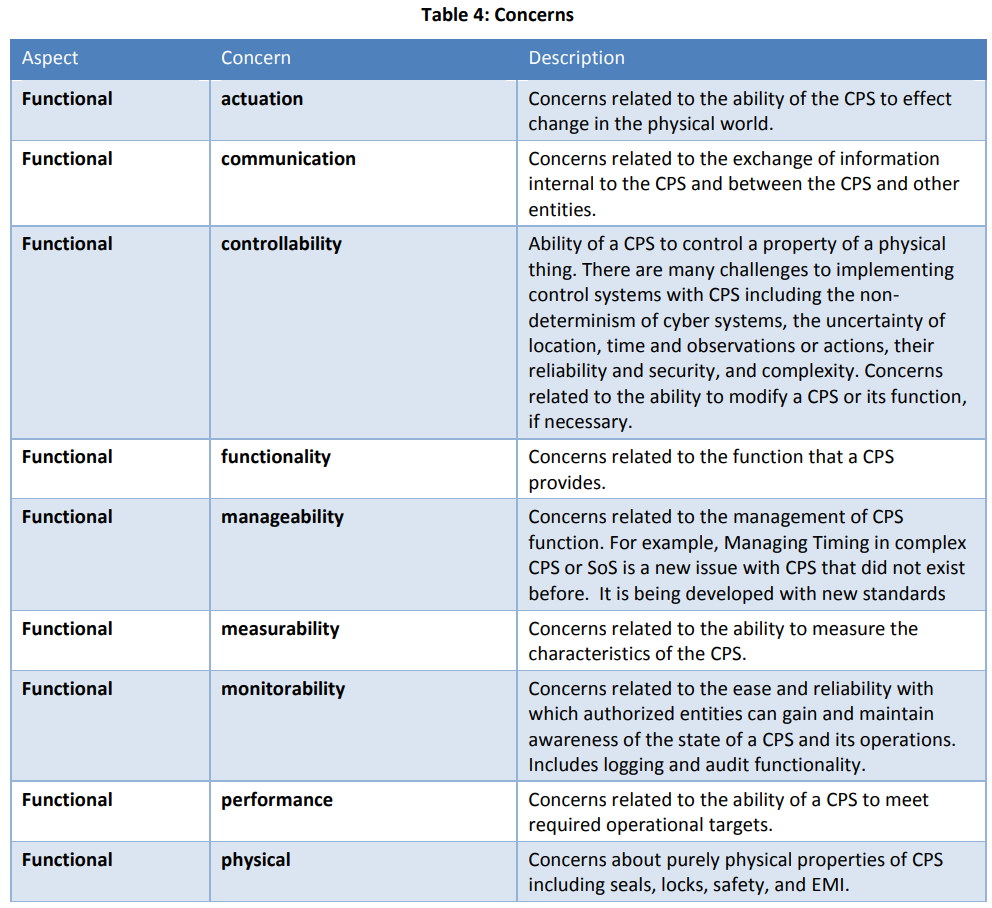 Table 4: Concerns
Aspect Concern Description
Functional actuation Concerns related to the ability of the CPS to effect
change in the physical world.
Functional communication Concerns related to the exchange of information
internal to the CPS and between the CPS and other
entities.
Functional controllability Ability of a CPS to control a property of a physical
thing. There are many challenges to implementing
control systems with CPS including the non-
determinism of cyber systems, the uncertainty of
location, time and observations or actions, their
reliability and security, and complexity. Concerns
related to the ability to modify a CPS or its function,
if necessary.
Functional functionality Concerns related to the function that a CPS
provides.
Functional manageability Concerns related to the management of CPS
function. For example, Managing Timing in complex
CPS or SoS is a new issue with CPS that did not exist
before.  It is being developed with new standards
Functional measurability Concerns related to the ability to measure the
characteristics of the CPS.
Functional monitorability Concerns related to the ease and reliability with
which authorized entities can gain and maintain
awareness of the state of a CPS and its operations.
Includes logging and audit functionality.
Functional performance Concerns related to the ability of a CPS to meet
required operational targets.
Functional physical Concerns about purely physical properties of CPS
including seals, locks, safety, and EMI.